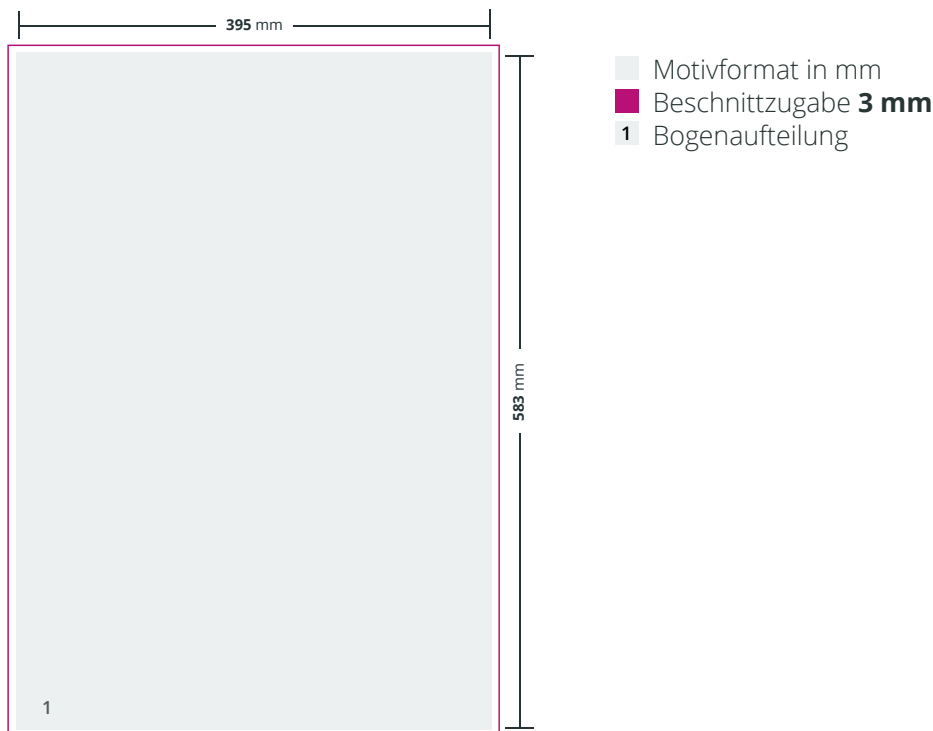 395 mm
Motivformat in mm
Beschnittzugabe 3 mm
1 Bogenaufteilung
583 mm
1